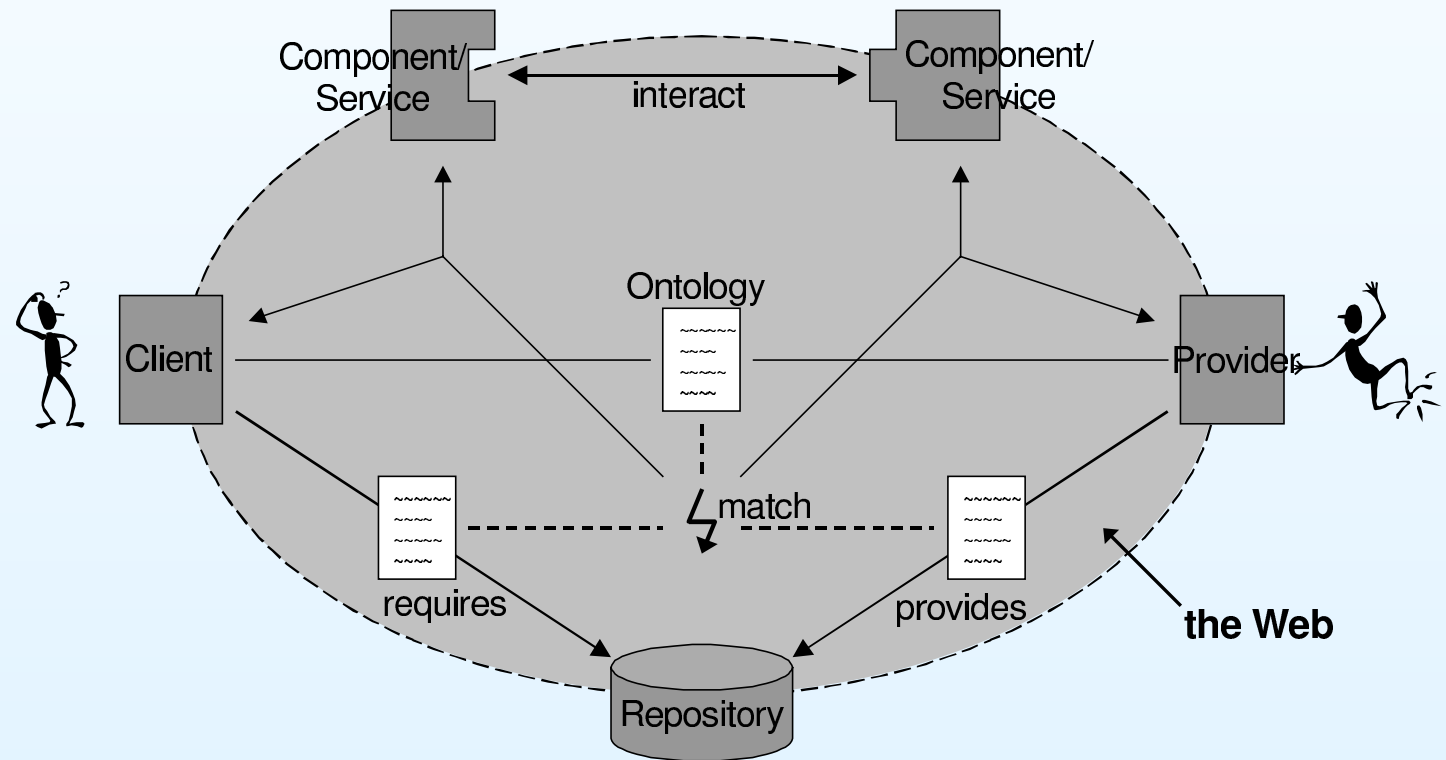 Component/
Service
interact
Component/
Service
?
Ontology
~~~~~~
~~~~
~~~~~
~~~~
Client
Provider
match
~~~~~~
~~~~
~~~~~
~~~~
requires
~~~~~~
~~~~
~~~~~
~~~~
provides
the Web
Repository